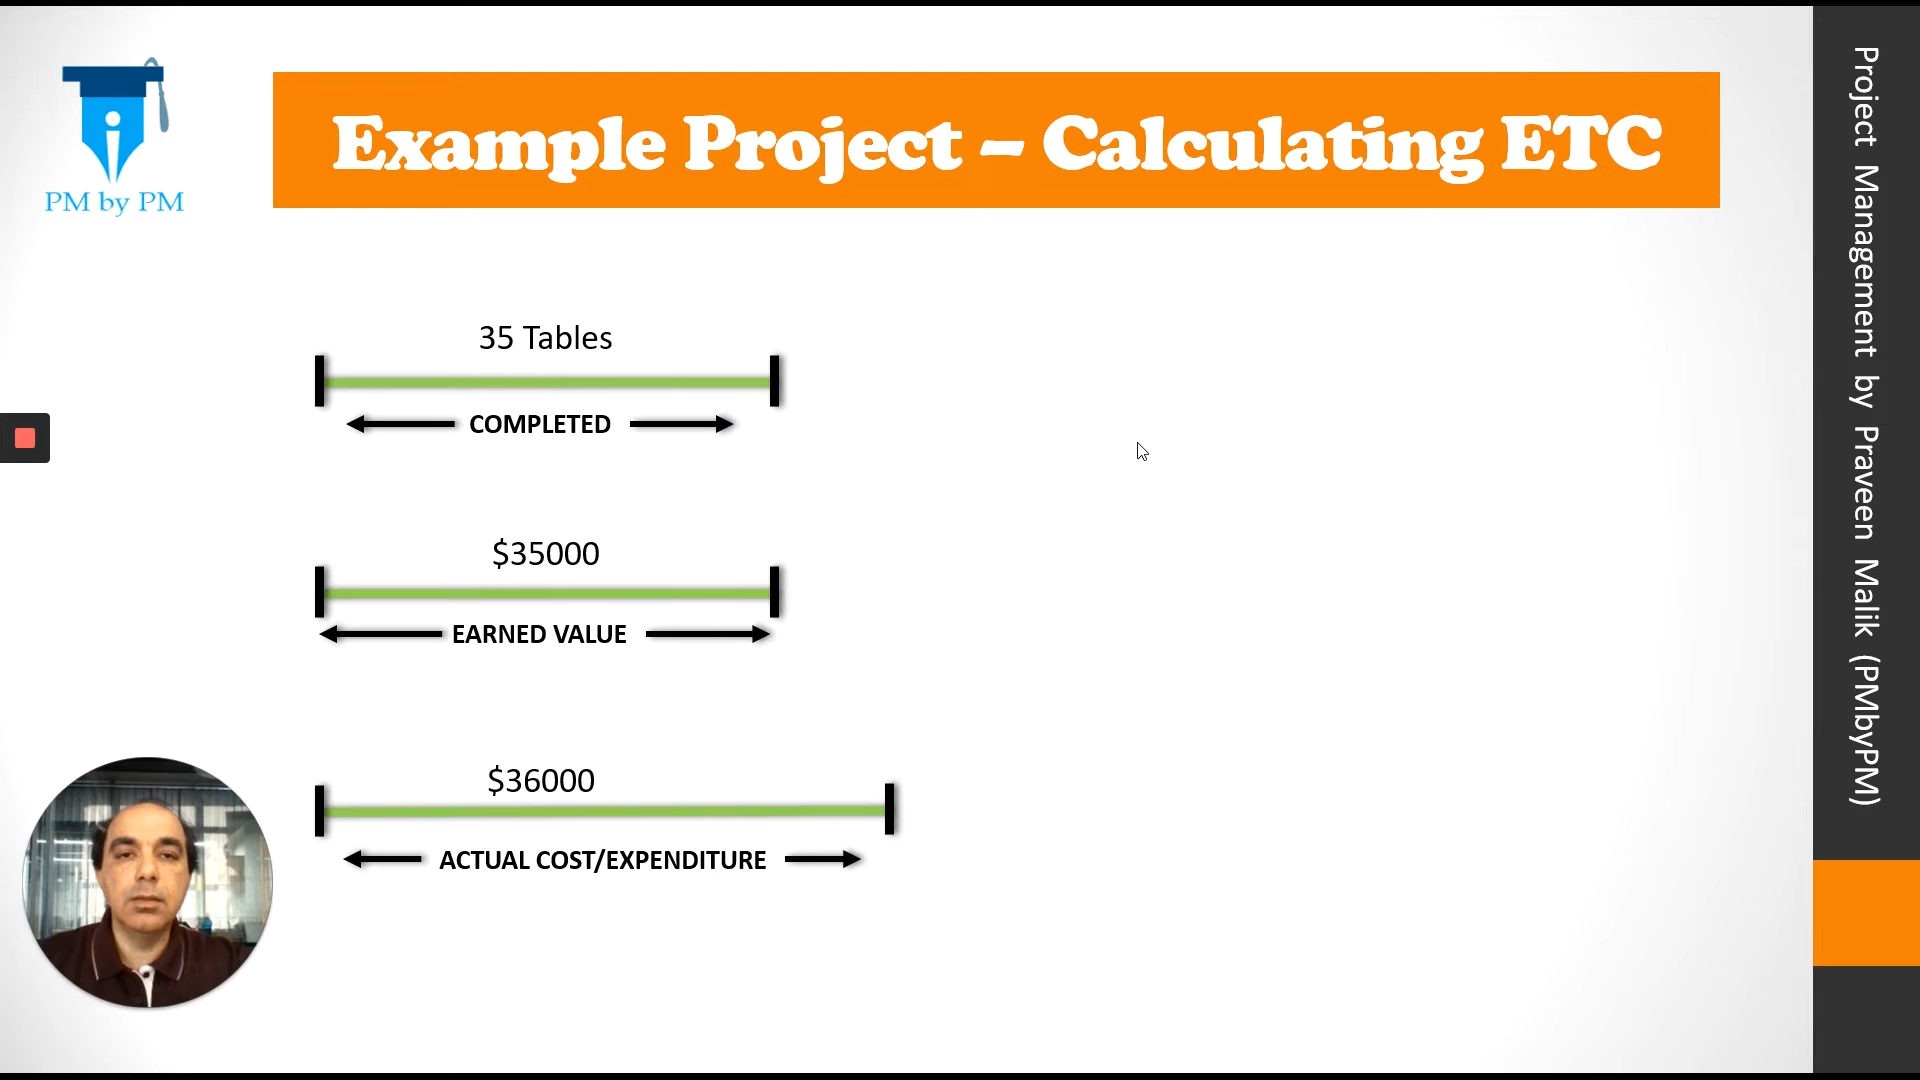 PM by PM
Example Project – Calculating ETC
35 Tables
COMPLETED
$35000
EARNED VALUE
$36000
ACTUAL COST/EXPENDITURE
Project Management by Praveen Malik (PMbyPM)